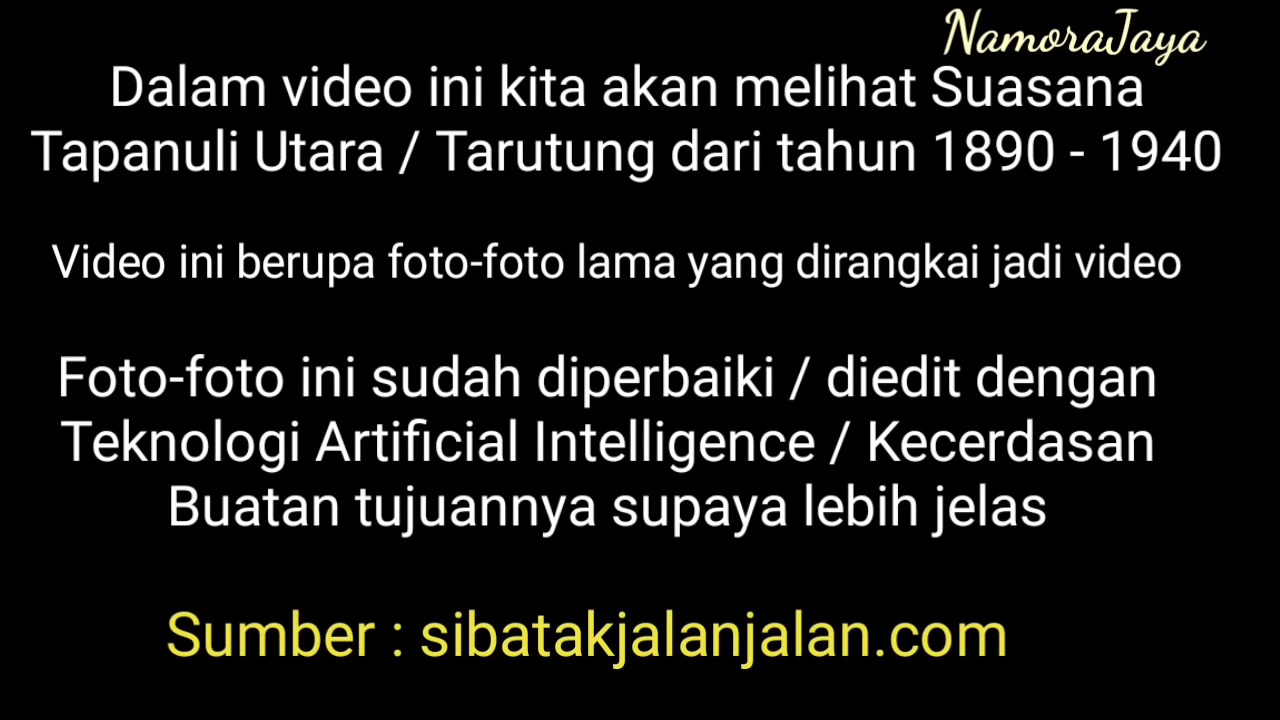 NamoraJaya
Dalam video ini kita akan melihat Suasana
Tapanuli Utara / Tarutung dari tahun 1890 - 1940
Video ini berupa foto-foto lama yang dirangkai jadi video
Foto-foto ini sudah diperbaiki / diedit dengan
Teknologi Artificial Intelligence / Kecerdasan
Buatan tujuannya supaya lebih jelas
Sumber : sibatakjalanjalan.com